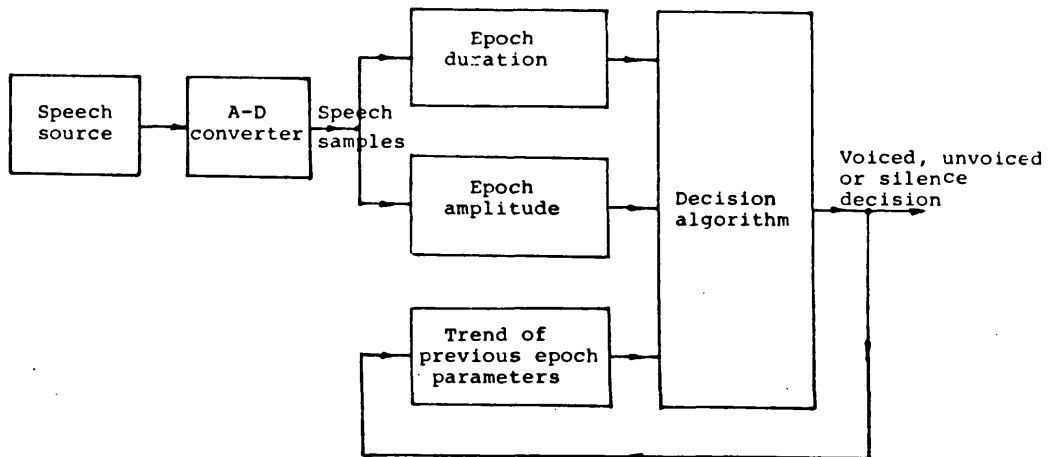 Speech
source
A-D
converter
Speech
samples
Epoch
duration
Epoch
amplitude
Trend of
previous epoch
parameters
Decision
algorithm
Voiced, unvoiced
or silence
decision